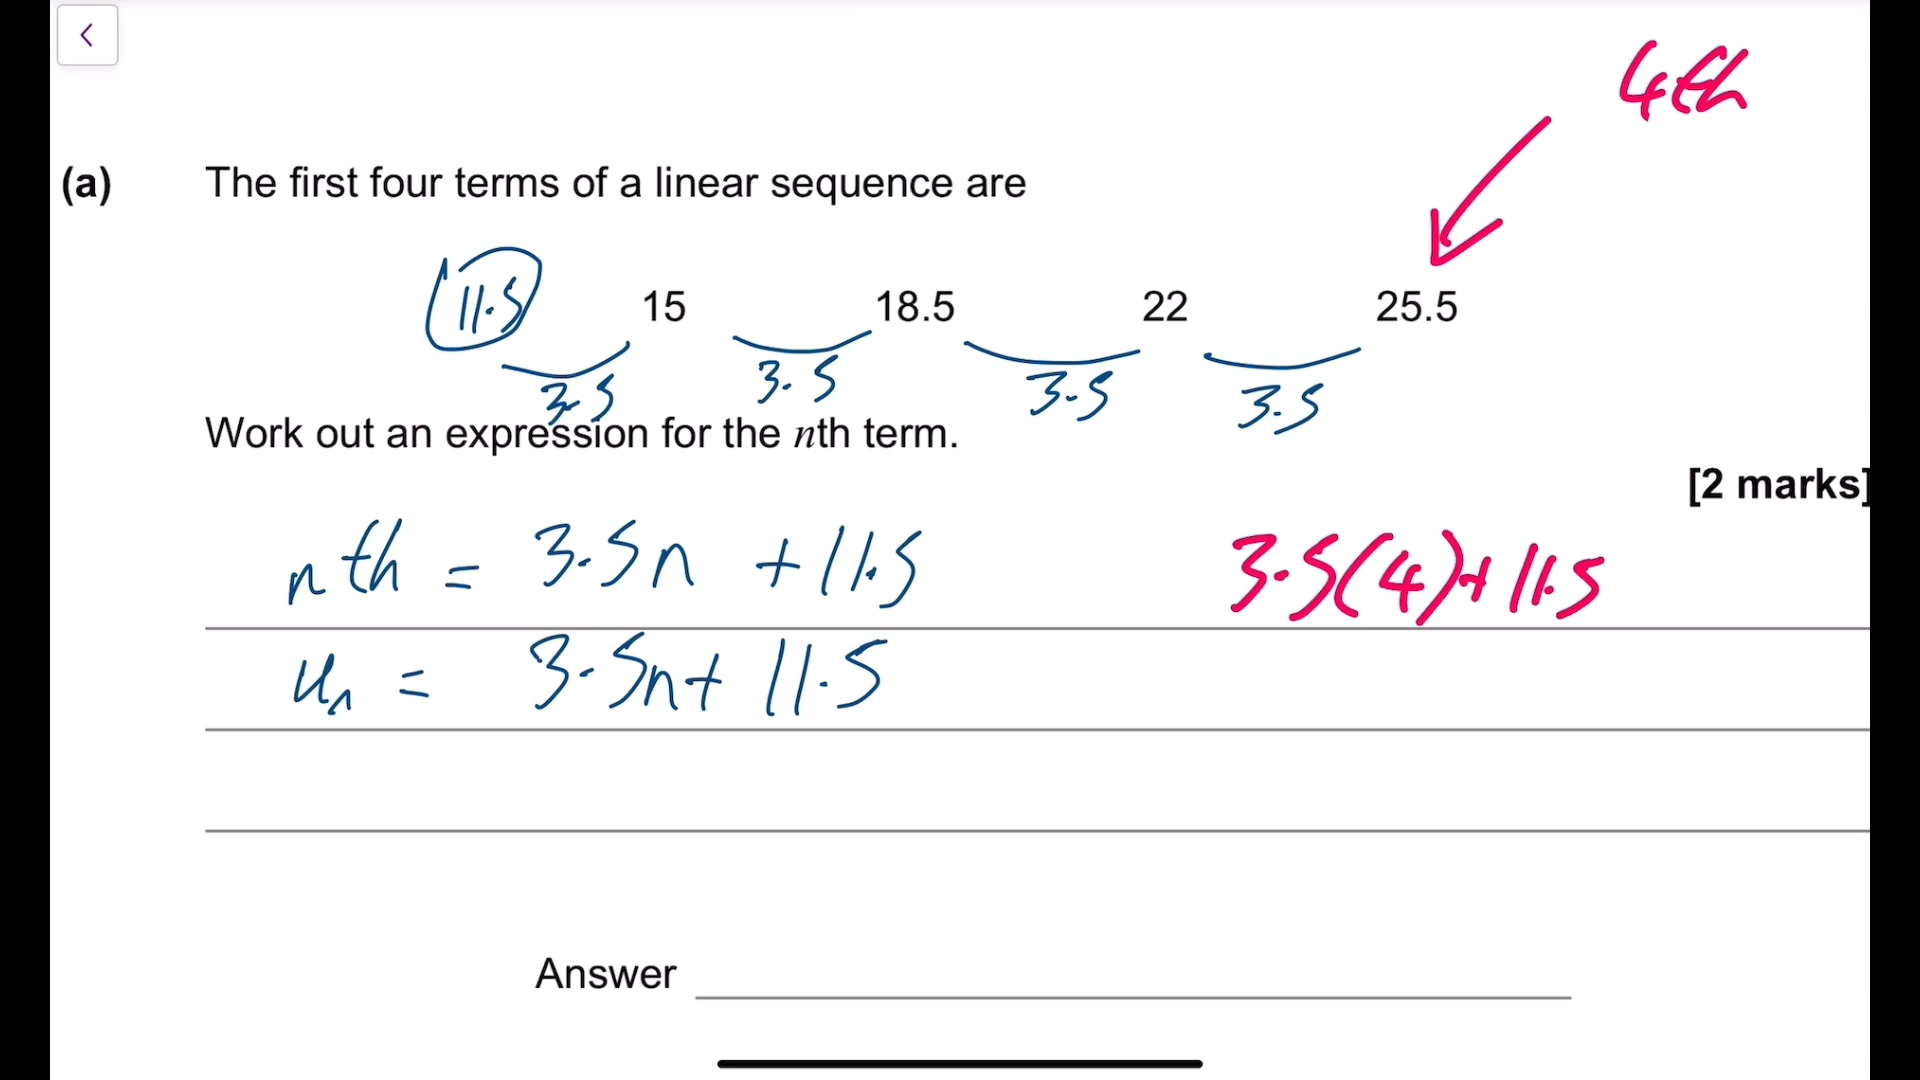 4th
(a) The first four terms of a linear sequence are
11.5 15 18.5 22 25.5
3.5 3.5 3.5 3.5
Work out an expression for the nth term.
[2 marks]
nth = 3.5n + 11.5 3.5(4)+ 11.5
uₙ = 3.5n + 11.5
Answer